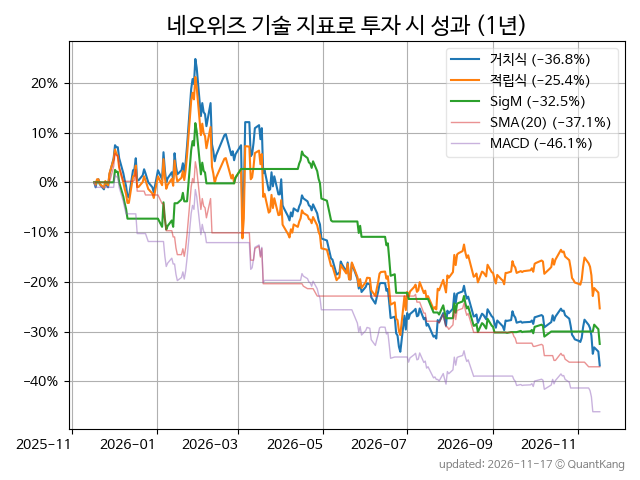 네오위즈 기술 지표로 투자 시 성과 (1년)
거치식 (−36.8%)
적립식 (−25.4%)
SigM (−32.5%)
SMA(20) (−37.1%)
MACD (−46.1%)
20%
10%
0%
−10%
−20%
−30%
−40%
2025-11 2026-01 2026-03 2026-05 2026-07 2026-09 2026-11
updated: 2026-11-17 © QuantKang